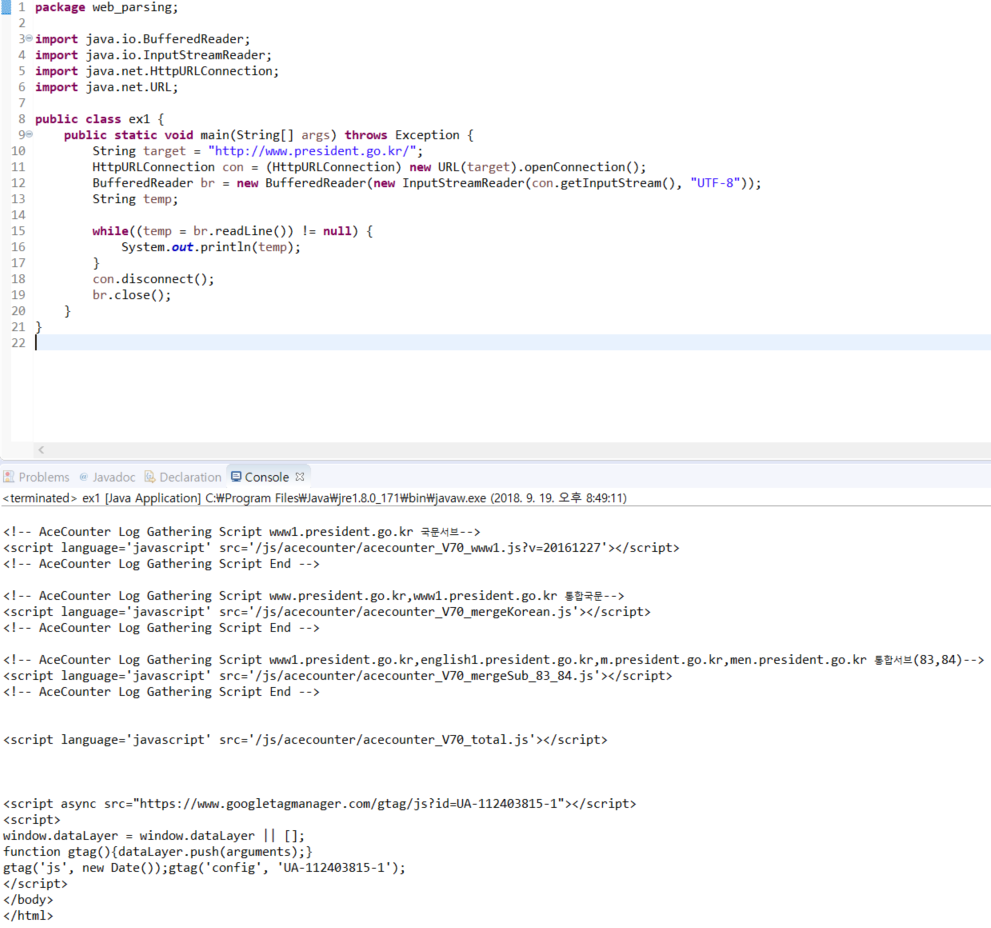 1 package web_parsing;
2
3 import java.io.BufferedReader;
4 import java.io.InputStreamReader;
5 import java.net.HttpURLConnection;
6 import java.net.URL;
7
8 public class ex1 {
9     public static void main(String[] args) throws Exception {
10         String target = "http://www.president.go.kr/";
11         HttpURLConnection con = (HttpURLConnection) new URL(target).openConnection();
12         BufferedReader br = new BufferedReader(new InputStreamReader(con.getInputStream(), "UTF-8"));
13         String temp;
14
15         while((temp = br.readLine()) != null) {
16             System.out.println(temp);
17         }
18         con.disconnect();
19         br.close();
20     }
21 }
22
Problems @ Javadoc Declaration Console
<terminated> ex1 [Java Application] C:₩Program Files₩Java₩jre1.8.0_171₩bin₩javaw.exe (2018. 9. 19. 오후 8:49:11)
<!-- AceCounter Log Gathering Script www1.president.go.kr 국문서브-->
<script language='javascript' src='/js/acecounter/acecounter_V70_www1.js?v=20161227'></script>
<!-- AceCounter Log Gathering Script End -->
<!-- AceCounter Log Gathering Script www.president.go.kr,www1.president.go.kr 통합국문-->
<script language='javascript' src='/js/acecounter/acecounter_V70_mergeKorean.js'></script>
<!-- AceCounter Log Gathering Script End -->
<!-- AceCounter Log Gathering Script www1.president.go.kr,english1.president.go.kr,m.president.go.kr,men.president.go.kr 통합서브(83,84)-->
<script language='javascript' src='/js/acecounter/acecounter_V70_mergeSub_83_84.js'></script>
<!-- AceCounter Log Gathering Script End -->
<script language='javascript' src='/js/acecounter/acecounter_V70_total.js'></script>
<script async src="https://www.googletagmanager.com/gtag/js?id=UA-112403815-1"></script>
<script>
window.dataLayer = window.dataLayer || [];
function gtag(){dataLayer.push(arguments);}
gtag('js', new Date());gtag('config', 'UA-112403815-1');
</script>
</body>
</html>